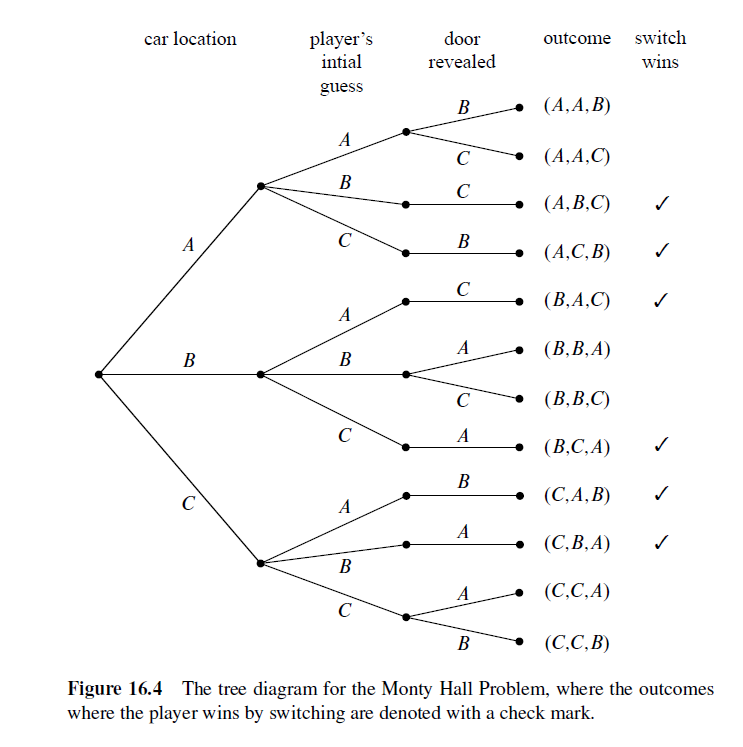 car location player's door outcome switch
intial revealed wins
guess
B (A,A,B)
A
C (A,A,C)
B C (A,B,C) ✓
A C B (A,C,B) ✓
C (B,A,C) ✓
A
B B A (B,B,A)
C (B,B,C)
C A (B,C,A) ✓
B (C,A,B) ✓
C A
A (C,B,A) ✓
B
A (C,C,A)
C
B (C,C,B)
Figure 16.4 The tree diagram for the Monty Hall Problem, where the outcomes
where the player wins by switching are denoted with a check mark.